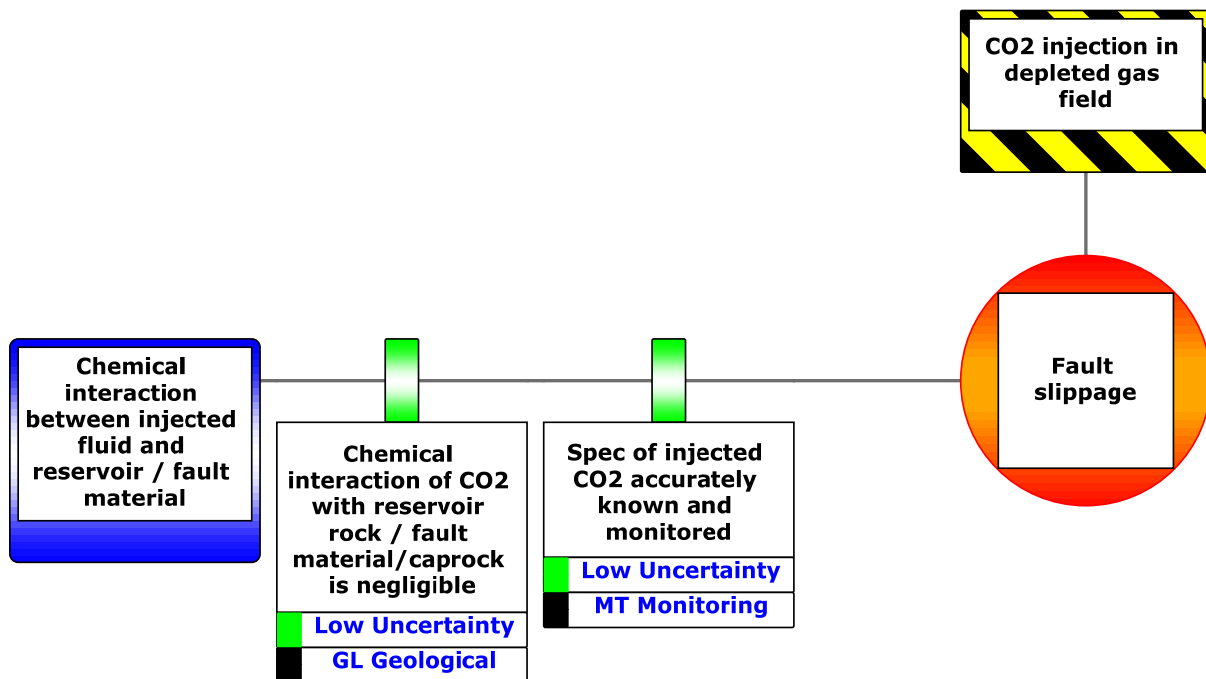 CO2 injection in
depleted gas
field
Chemical
interaction
between injected
fluid and
reservoir / fault
material
Chemical
interaction of CO2
with reservoir
rock / fault
material/caprock
is negligible
Low Uncertainty
GL Geological
Spec of injected
CO2 accurately
known and
monitored
Low Uncertainty
MT Monitoring
Fault
slippage